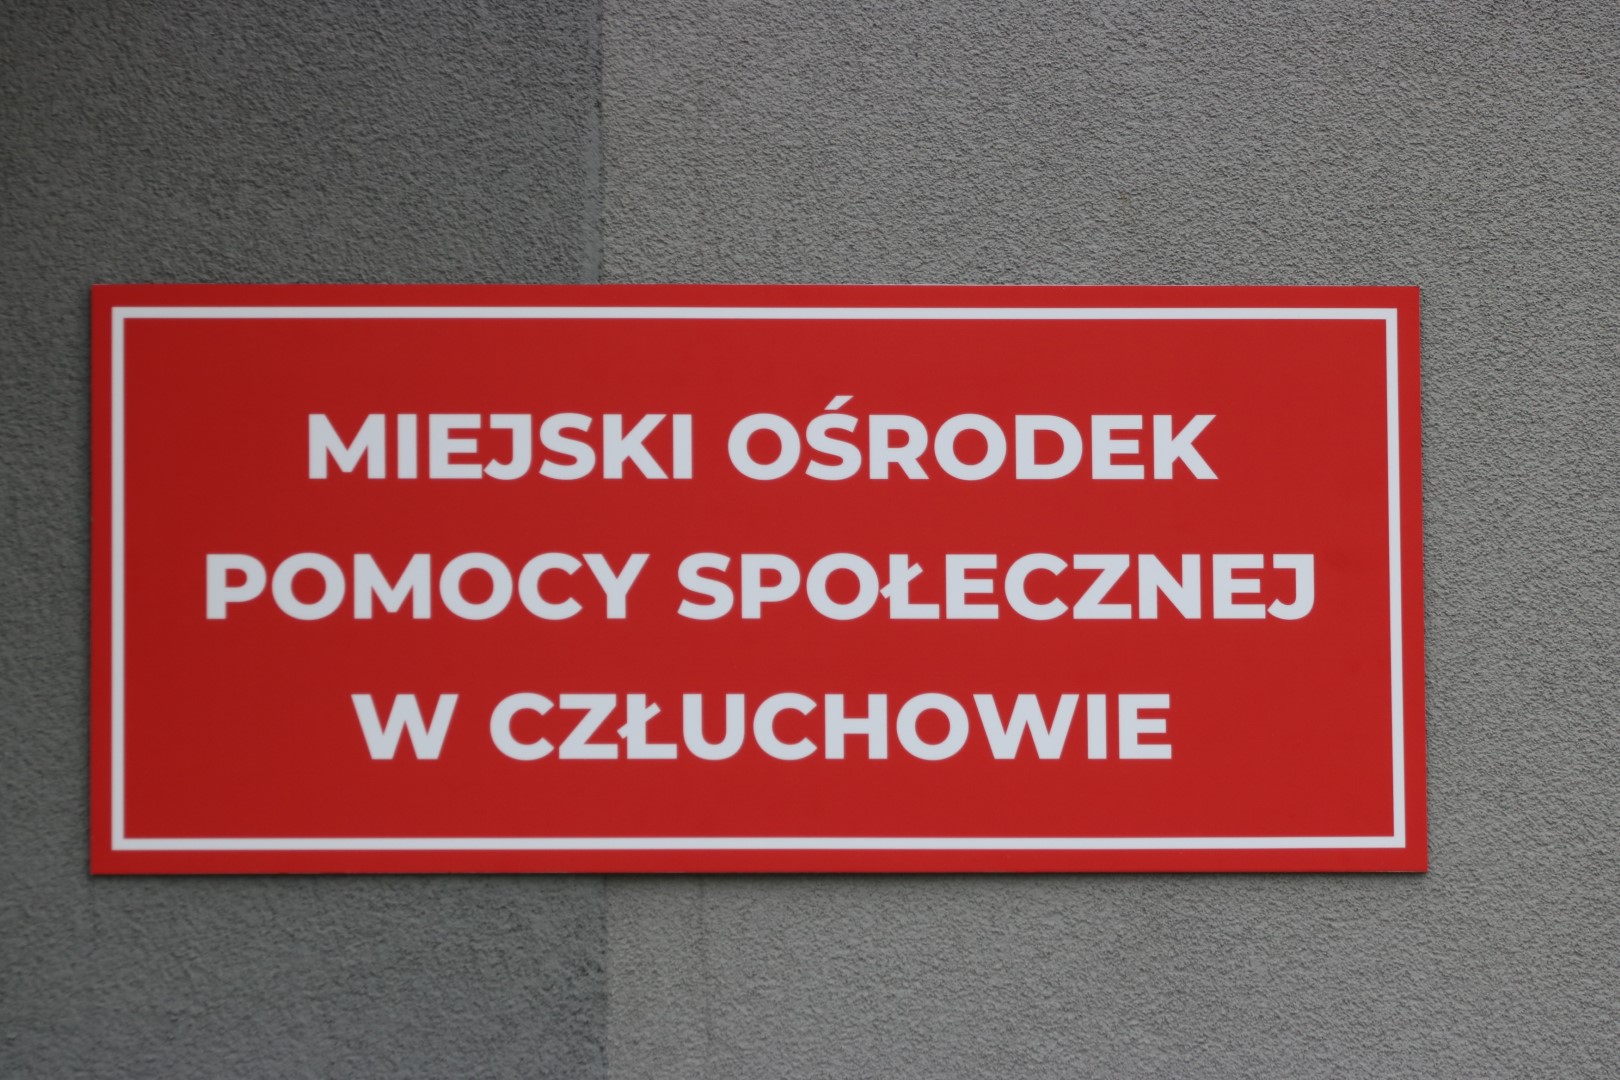 MIEJSKI OŚRODEK
POMOCY SPOŁECZNEJ
W CZŁUCHOWIE